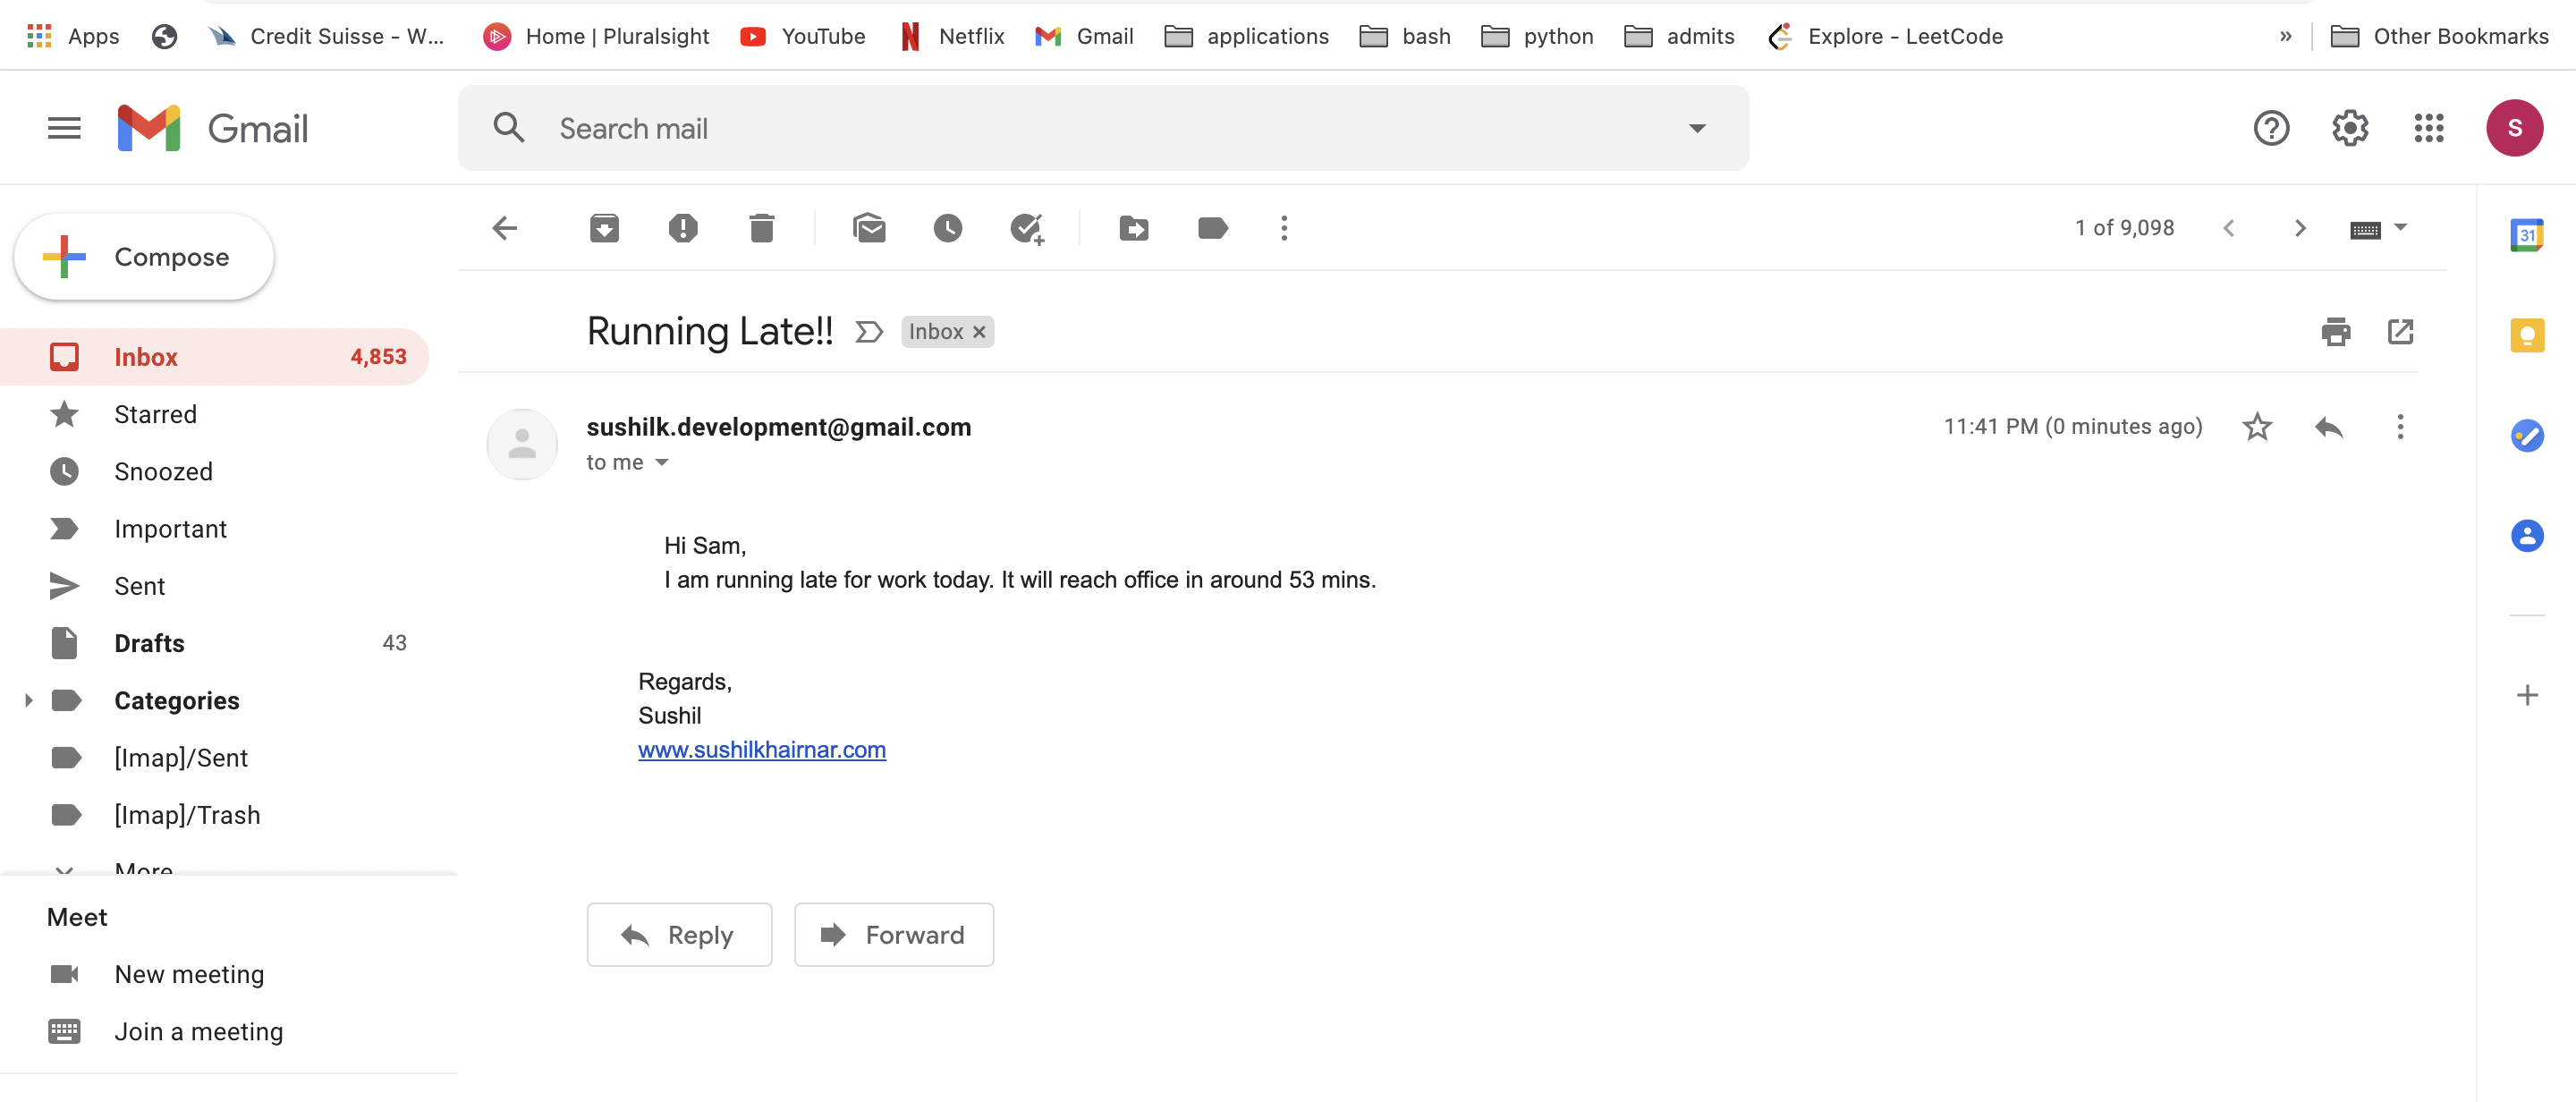 Apps Credit Suisse - W... Home | Pluralsight YouTube Netflix Gmail applications bash python admits Explore - LeetCode » Other Bookmarks
Gmail Search mail S
Compose
1 of 9,098
31
Running Late!! Inbox ×
Inbox 4,853
Starred
Snoozed
Important
Sent
Drafts 43
Categories
[Imap]/Sent
[Imap]/Trash
More
Meet
New meeting
Join a meeting
sushilk.development@gmail.com 11:41 PM (0 minutes ago)
to me
Hi Sam,
I am running late for work today. It will reach office in around 53 mins.
Regards,
Sushil
www.sushilkhairnar.com
Reply Forward